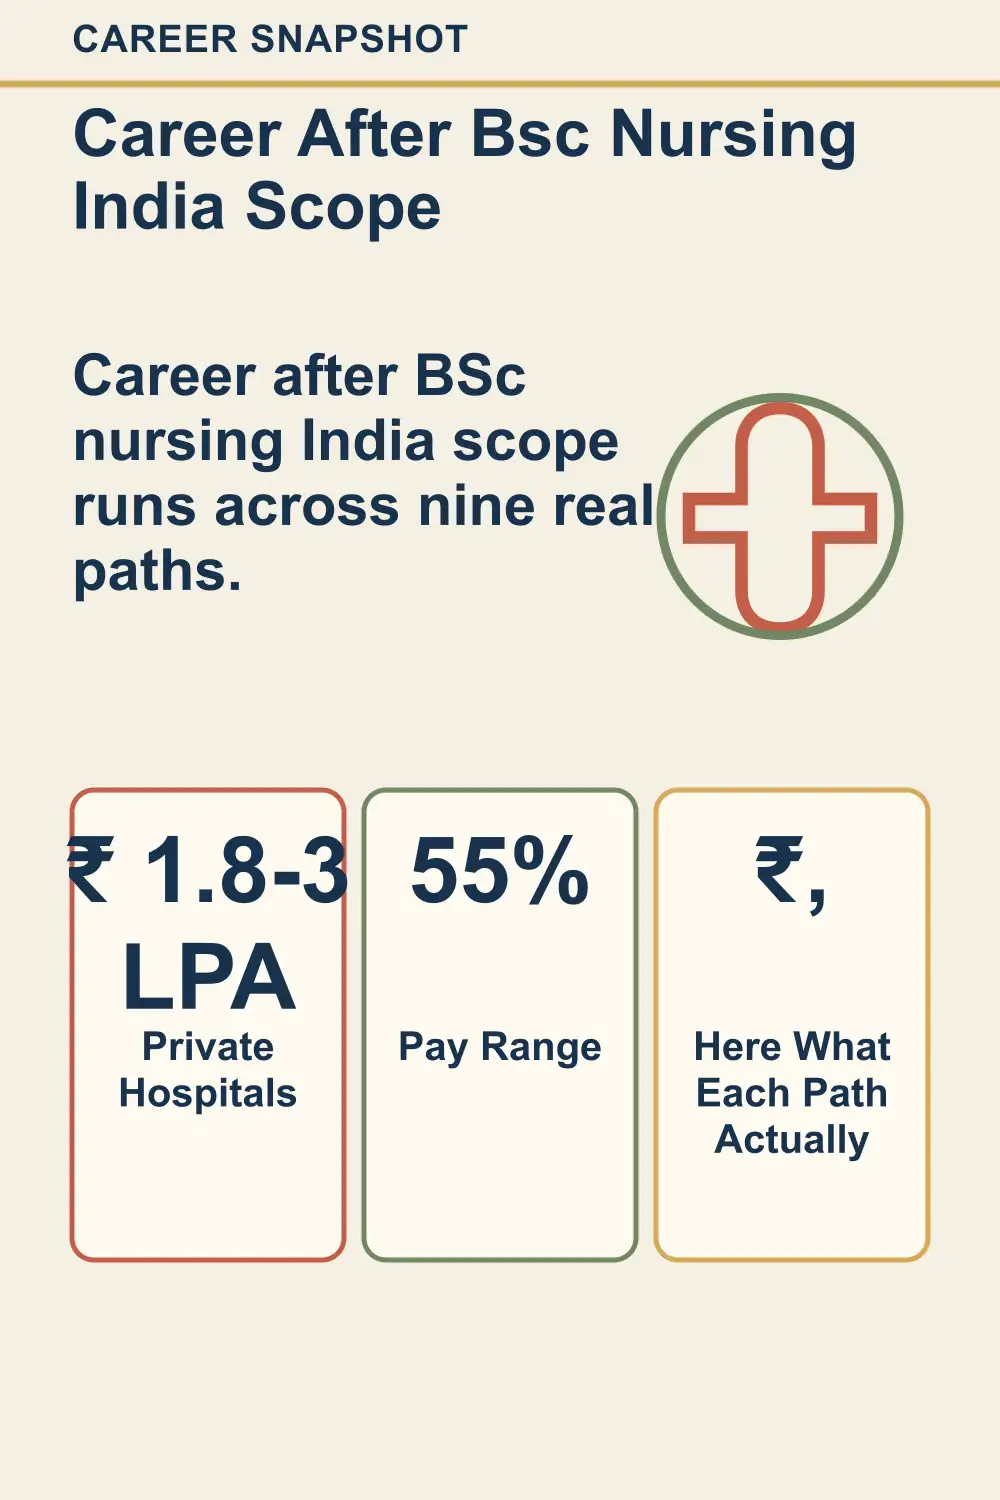 CAREER SNAPSHOT
Career After Bsc Nursing
India Scope
Career after BSc
nursing India scope
runs across nine real
paths.
₹ 1.8-3
LPA
Private
Hospitals
55%
Pay Range
₹,
Here What
Each Path
Actually